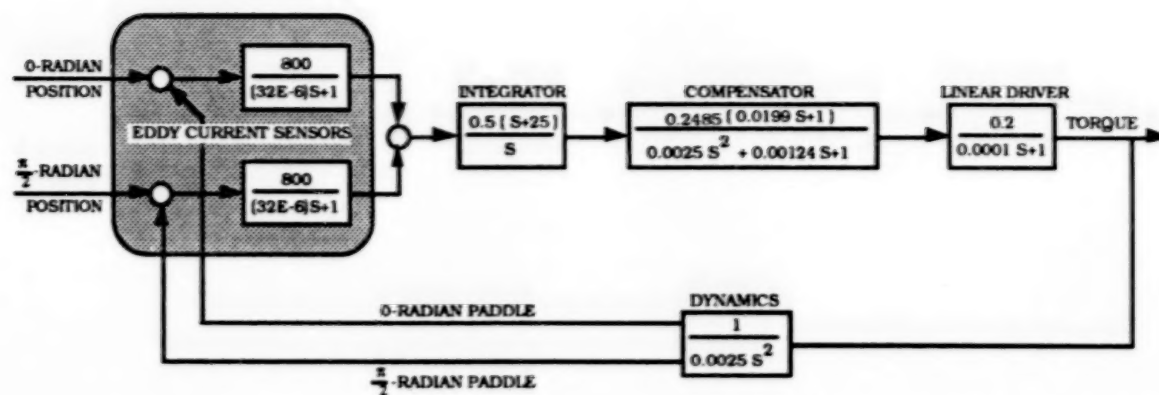 0-RADIAN
POSITION
800
(32E-6)S+1
EDDY CURRENT SENSORS
π/2-RADIAN
POSITION
800
(32E-6)S+1
INTEGRATOR
0.5 ( S+25 )
S
COMPENSATOR
0.2485 ( 0.0199 S+1 )
0.0025 S² + 0.00124 S+1
LINEAR DRIVER
0.2
0.0001 S+1
TORQUE
DYNAMICS
1
0.0025 S²
0-RADIAN PADDLE
π/2-RADIAN PADDLE